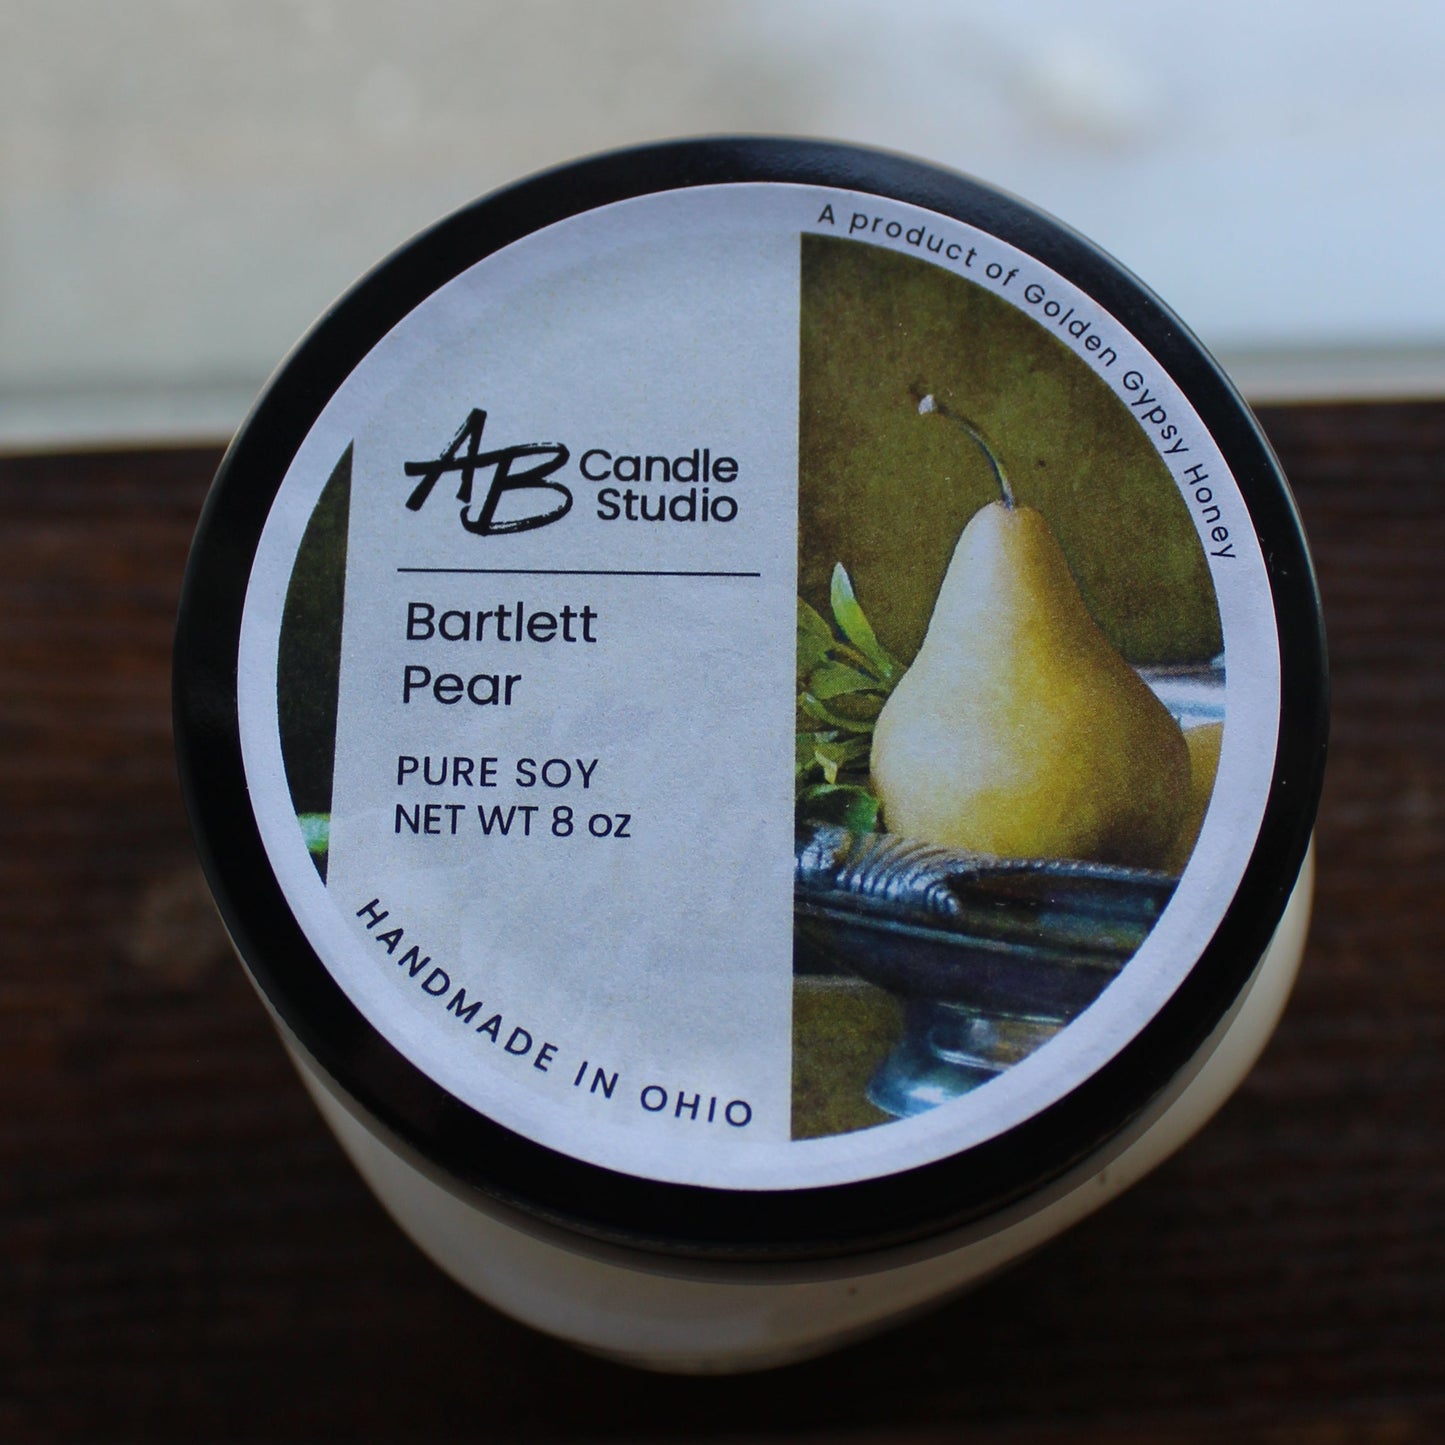 A product of Golden Gypsy Honey
AB Candle
Studio
Bartlett
Pear
PURE SOY
NET WT 8 oz
HANDMADE IN OHIO